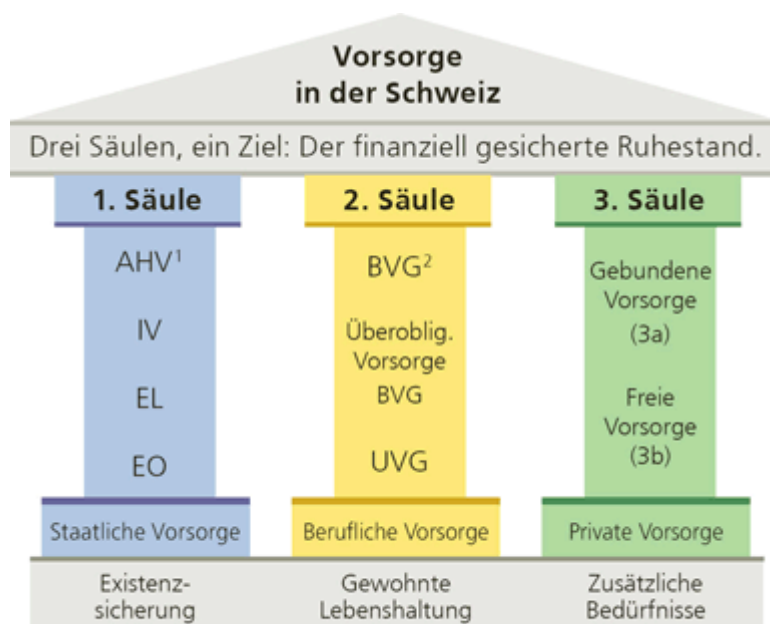 Vorsorge
in der Schweiz
Drei Säulen, ein Ziel: Der finanziell gesicherte Ruhestand.
1. Säule
AHV¹
IV
EL
EO
Staatliche Vorsorge
Existenz-
sicherung
2. Säule
BVG²
Überoblig.
Vorsorge
BVG
UVG
Berufliche Vorsorge
Gewohnte
Lebenshaltung
3. Säule
Gebundene
Vorsorge
(3a)
Freie
Vorsorge
(3b)
Private Vorsorge
Zusätzliche
Bedürfnisse